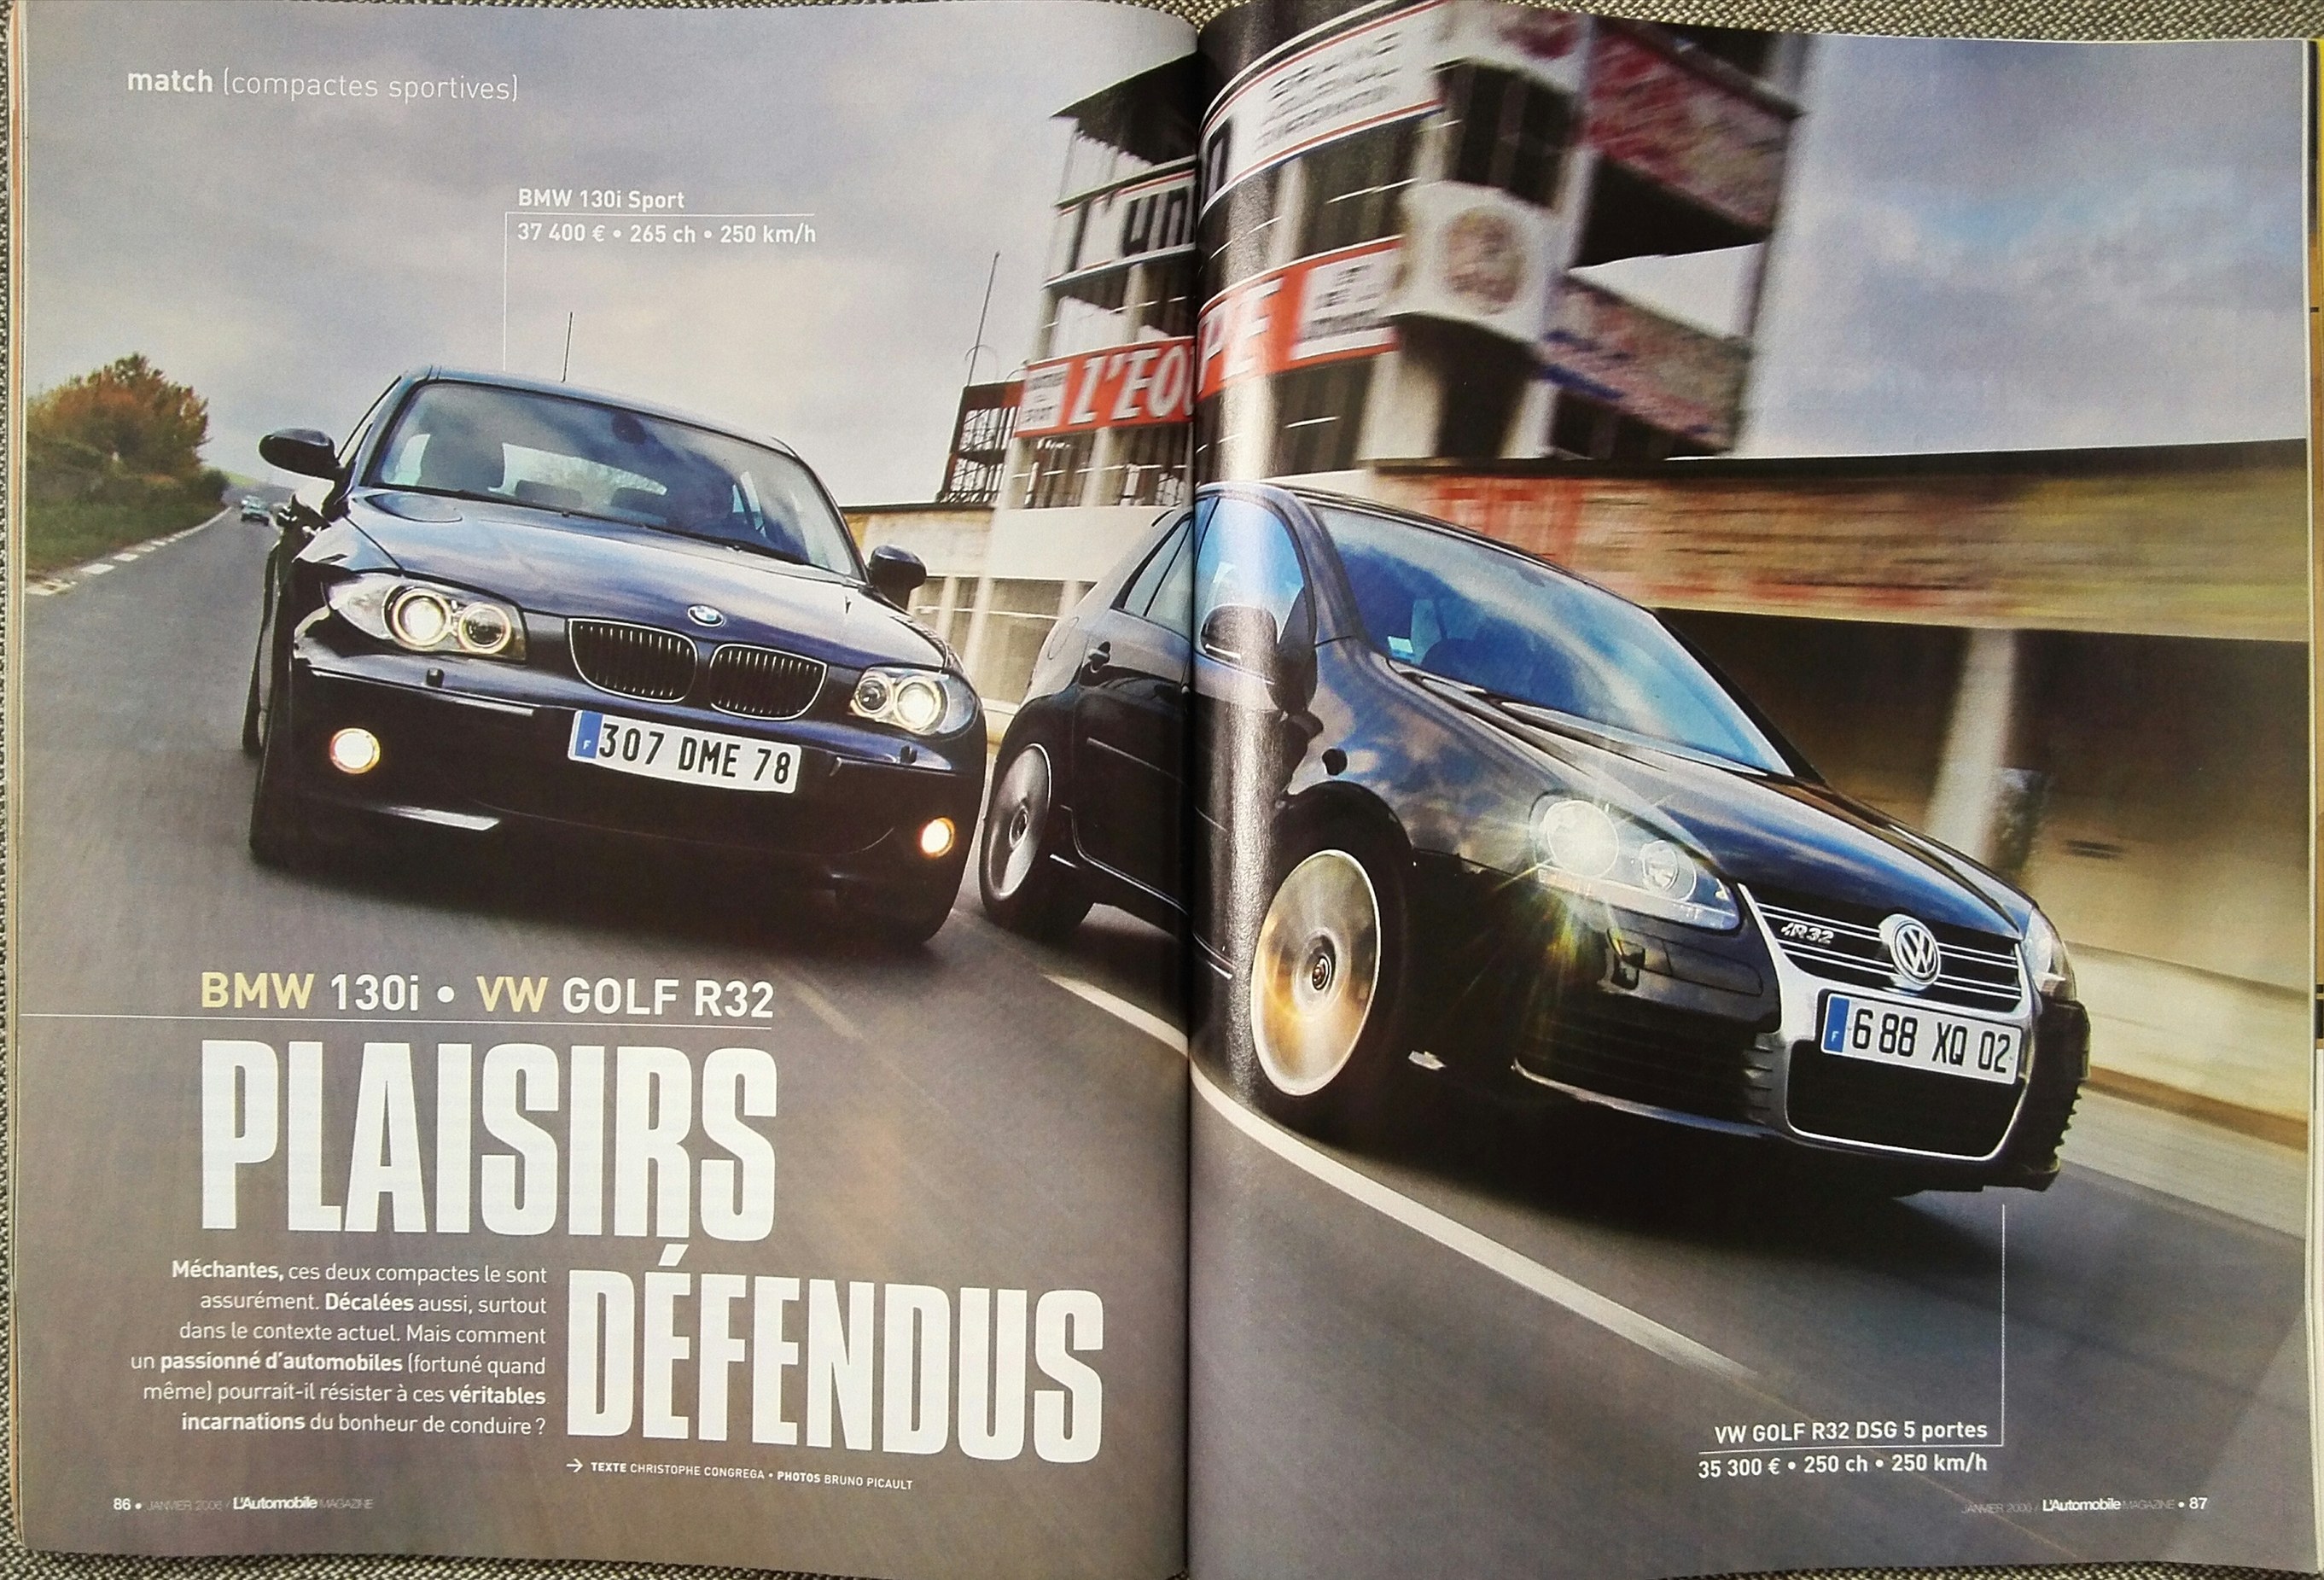 match (compactes sportives)
BMW 130i Sport
37 400 € • 265 ch • 250 km/h
L'EQUIPE
F 307 DME 78
R32
F 688 XQ 02
BMW 130i • VW GOLF R32
PLAISIRS
DÉFENDUS
Méchantes, ces deux compactes le sont
assurément. Décalées aussi, surtout
dans le contexte actuel. Mais comment
un passionné d'automobiles (fortuné quand
même) pourrait-il résister à ces véritables
incarnations du bonheur de conduire ?
→ TEXTE CHRISTOPHE CONGREGA • PHOTOS BRUNO PICAULT
VW GOLF R32 DSG 5 portes
35 300 € • 250 ch • 250 km/h
86 • JANVIER 2006 / L'Automobile MAGAZINE
JANVIER 2006 / L'Automobile MAGAZINE • 87